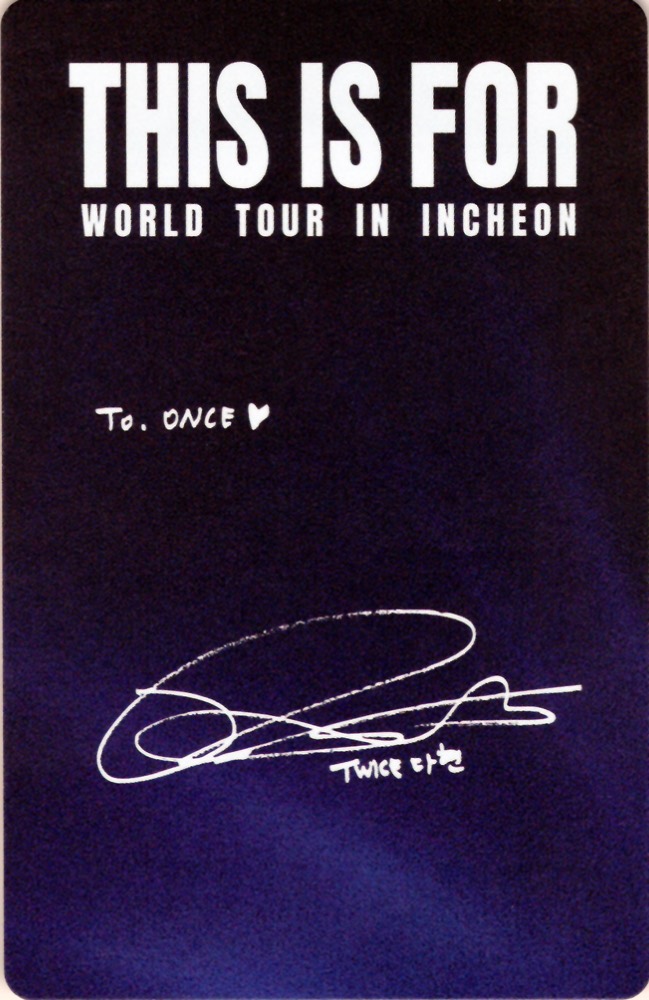 THIS IS FOR
WORLD TOUR IN INCHEON
To. ONCE ♥
TWICE 다현